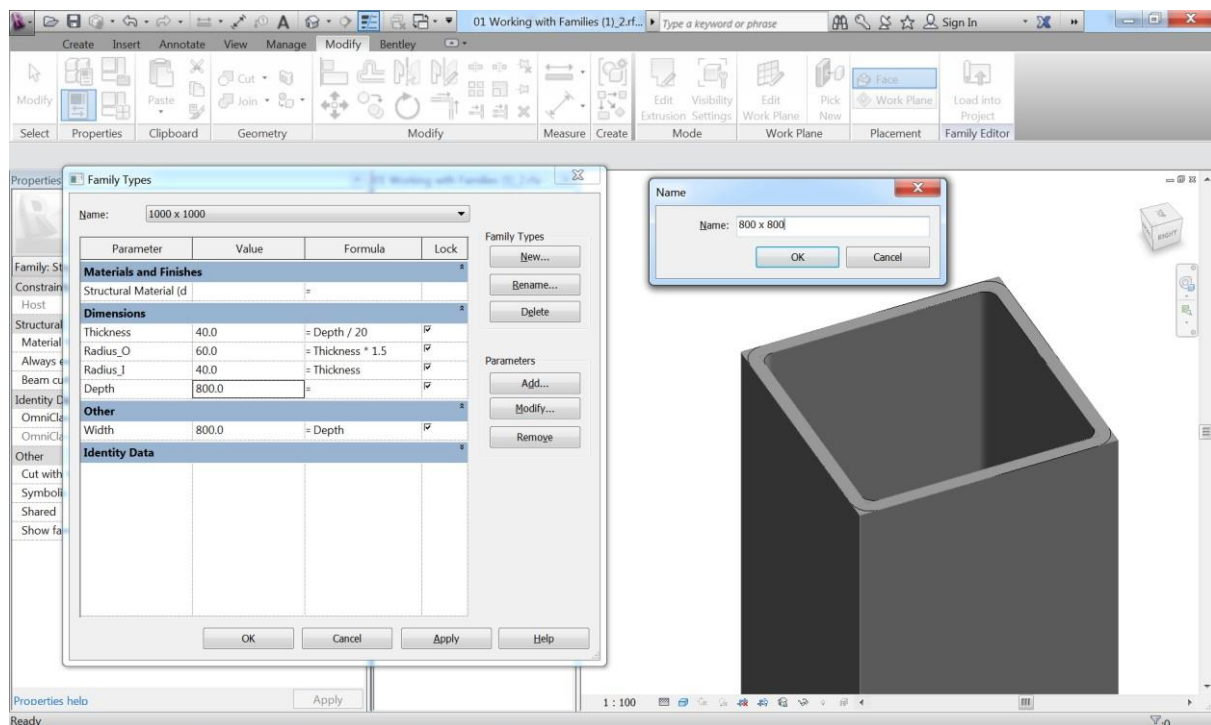 01 Working with Families (1)_2.rf...
Type a keyword or phrase
Sign In
Create Insert Annotate View Manage Modify Bentley
Modify
Paste
Cut
Join
Edit Extrusion
Visibility Settings
Edit Work Plane
Pick New
Face
Work Plane
Load into Project
Select Properties Clipboard Geometry Modify Measure Create Mode Work Plane Placement Family Editor
Properties
Family: St
Constrain
Host
Structural
Material
Always e
Beam cu
Identity D
OmniCla
OmniCla
Other
Cut with
Symboli
Shared
Show fa
Properties help
Apply
Family Types
Name: 1000 x 1000
Parameter Value Formula Lock
Materials and Finishes
Structural Material (d =
Dimensions
Thickness 40.0 = Depth / 20
Radius_O 60.0 = Thickness * 1.5
Radius_I 40.0 = Thickness
Depth 800.0 =
Other
Width 800.0 = Depth
Identity Data
Family Types
New...
Rename...
Delete
Parameters
Add...
Modify...
Remove
OK Cancel Apply Help
Name
Name: 800 x 800
OK Cancel
RIGHT
1 : 100
Ready
:0